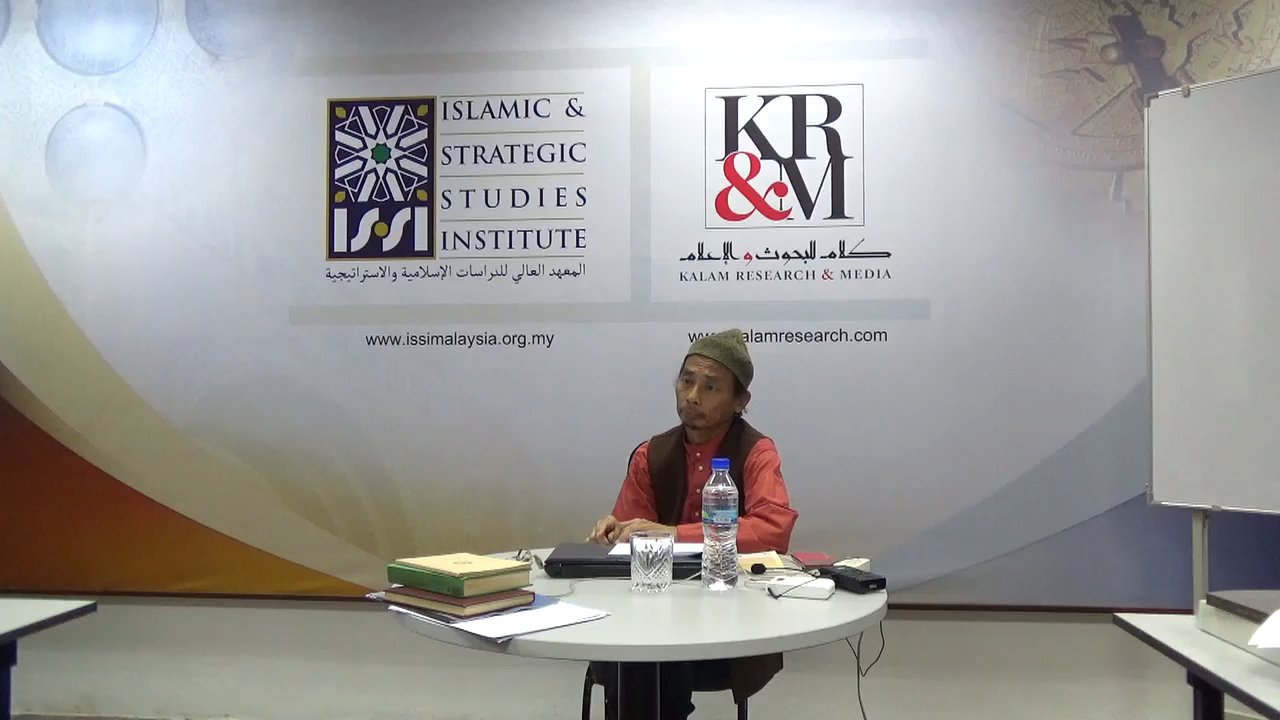 ISSI
ISLAMIC &
STRATEGIC
STUDIES
INSTITUTE
المعهد العالي للدراسات الإسلامية والاستراتيجية
www.issimalaysia.org.my
KR
&M
كلام للبحوث والإعلام
KALAM RESEARCH & MEDIA
alamresearch.com